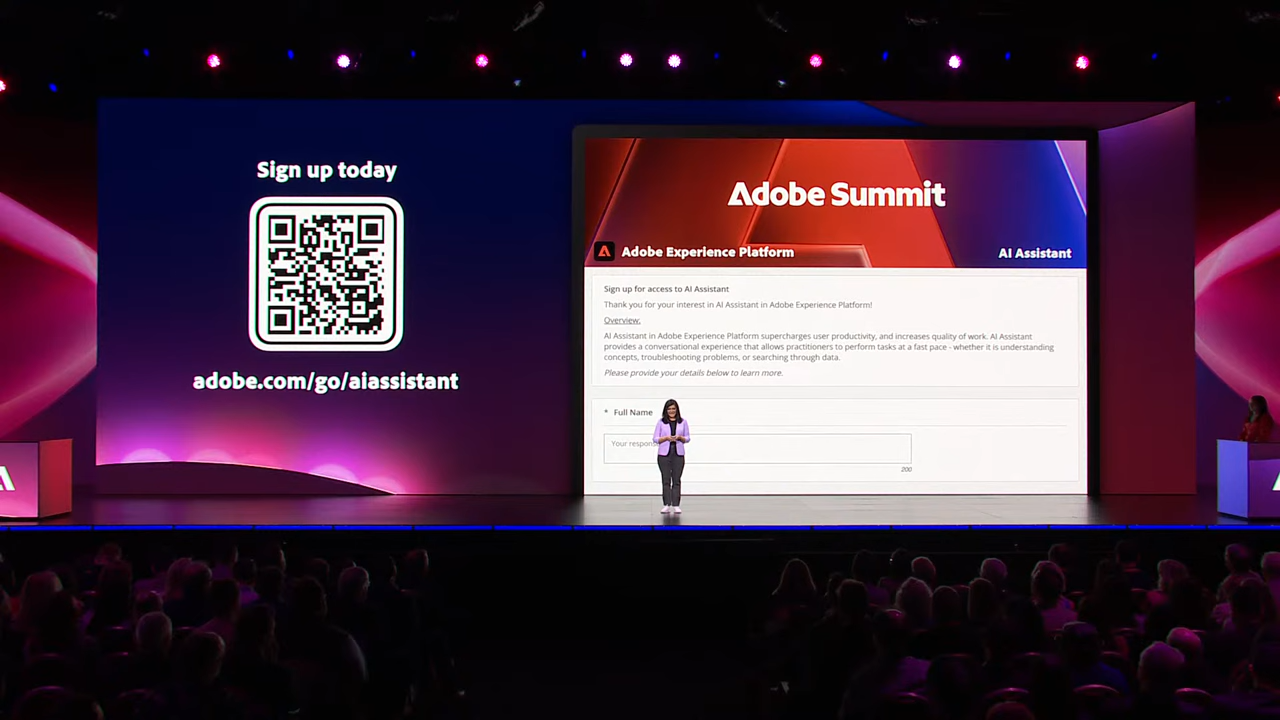 Sign up today
adobe.com/go/aiassistant
Adobe Summit
Adobe Experience Platform
AI Assistant
Sign up for access to AI Assistant
Thank you for your interest in AI Assistant in Adobe Experience Platform!
Overview:
AI Assistant in Adobe Experience Platform supercharges user productivity, and increases quality of work. AI Assistant
provides a conversational experience that allows practitioners to perform tasks at a fast pace - whether it is understanding
concepts, troubleshooting problems, or searching through data.
Please provide your details below to learn more.
* Full Name
Your
200